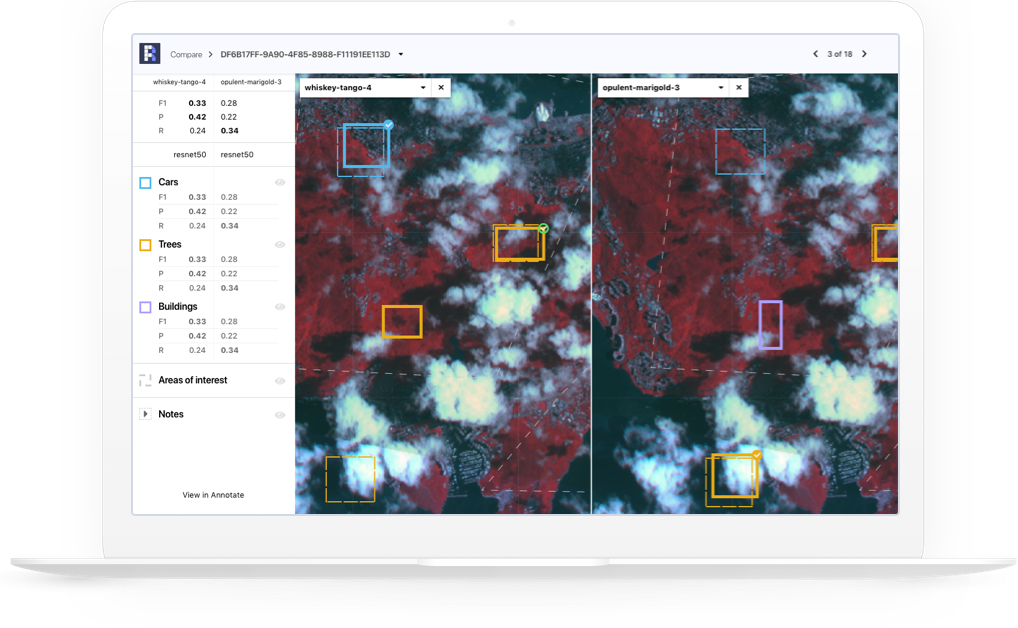 Compare > DF6B17FF-9A90-4F85-8988-F11191EE113D
3 of 18
whiskey-tango-4 opulent-marigold-3
F1 0.33 0.28
P 0.42 0.22
R 0.24 0.34
resnet50 resnet50
Cars
F1 0.33 0.28
P 0.42 0.22
R 0.24 0.34
Trees
F1 0.33 0.28
P 0.42 0.22
R 0.24 0.34
Buildings
F1 0.33 0.28
P 0.42 0.22
R 0.24 0.34
Areas of interest
Notes
View in Annotate
whiskey-tango-4
opulent-marigold-3